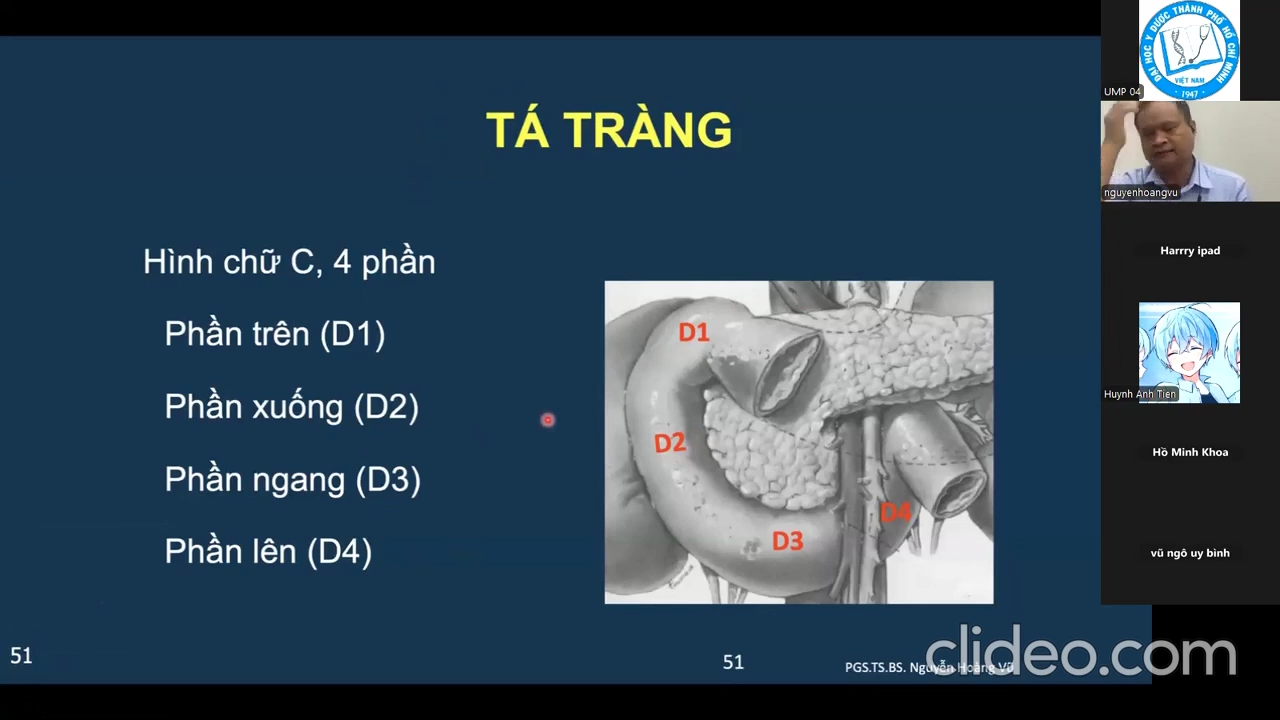 TÁ TRÀNG
Hình chữ C, 4 phần
Phần trên (D1)
Phần xuống (D2)
Phần ngang (D3)
Phần lên (D4)
D1
D2
D3
D4
51
51
PGS.TS.BS. Nguyễn Hoàng Vũ
clideo.com
ĐẠI HỌC Y DƯỢC THÀNH PHỐ HỒ CHÍ MINH
VIỆT NAM
1947
UMP 04
nguyenhoangvu
Harrry ipad
Huynh Anh Tien
Hồ Minh Khoa
vũ ngô uy bình